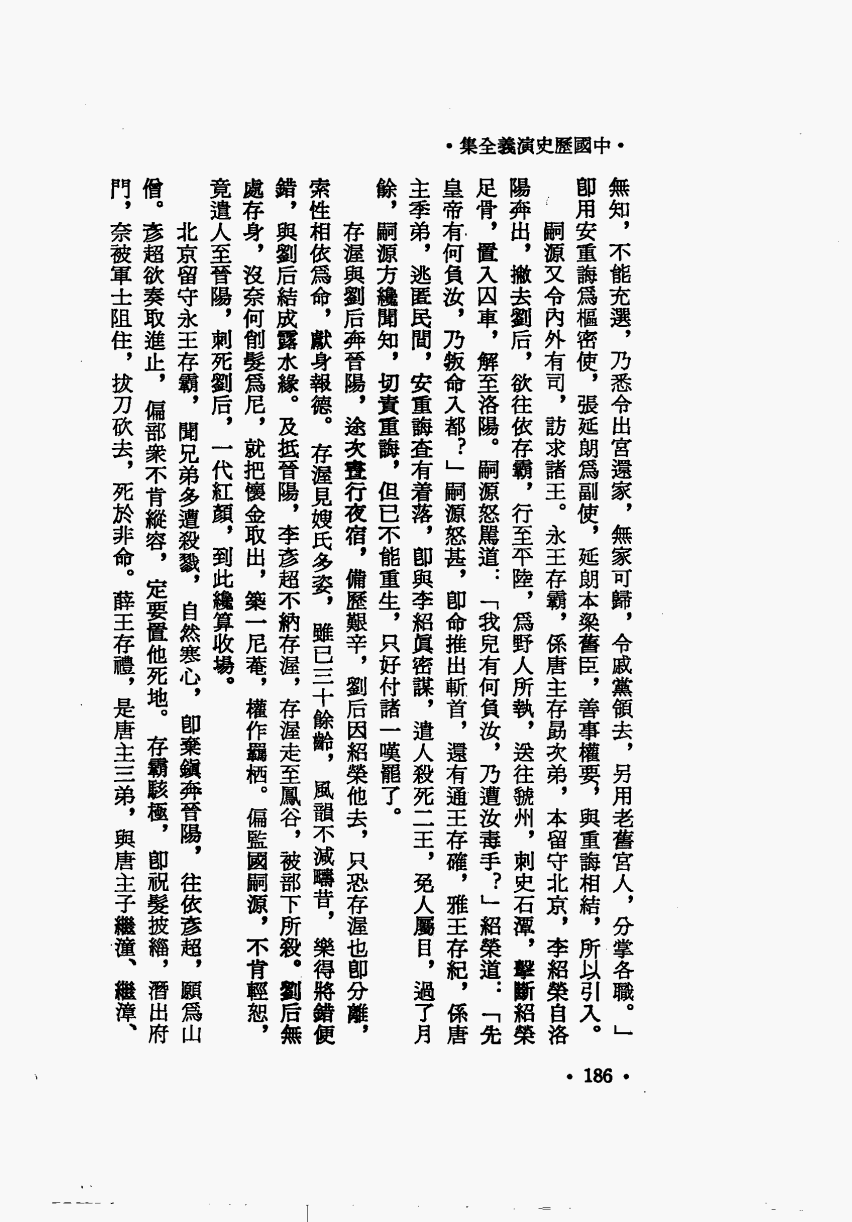 •中國歷史演義全集•
無知，不能充選，乃悉令出宮還家，無家可歸，令戚黨領去，另用老舊宮人，分掌各職。」
卽用安重誨爲樞密使，張延朗爲副使，延朗本梁舊臣，善事權要，與重誨相結，所以引入。
嗣源又令內外有司，訪求諸王。永王存霸，係唐主存勗次弟，本留守北京，李紹榮自洛
陽奔出，撇去劉后，欲往依存霸，行至平陸，爲野人所執，送往虢州，刺史石潭，擊斷紹榮
足骨，置入囚車，解至洛陽。嗣源怒駡道：「我兒有何負汝，乃遭汝毒手？」紹榮道：「先
皇帝有何負汝，乃叛命入都？」嗣源怒甚，卽命推出斬首，還有通王存確，雅王存紀，係唐
主季弟，逃匿民間，安重誨查有着落，卽與李紹眞密謀，遣人殺死二王，免人屬目，過了月
餘，嗣源方纔聞知，切責重誨，但已不能重生，只好付諸一嘆罷了。
存渥與劉后奔晉陽，途次晝行夜宿，備歷艱辛，劉后因紹榮他去，只恐存渥也卽分離，
索性相依爲命，獻身報德。存渥見嫂氏多姿，雖已三十餘齡，風韻不減疇昔，樂得將錯便
錯，與劉后結成露水緣。及抵晉陽，李彥超不納存渥，存渥走至鳳谷，被部下所殺。劉后無
處存身，沒奈何削髮爲尼，就把懷金取出，築一尼菴，權作羈栖。偏監國嗣源，不肯輕恕，
竟遣人至晉陽，刺死劉后，一代紅顏，到此纔算收場。
北京留守永王存霸，聞兄弟多遭殺戮，自然寒心，卽棄鎭奔晉陽，往依彥超，願爲山
僧。彥超欲奏取進止，偏部衆不肯縱容，定要置他死地。存霸駭極，卽祝髮披緇，潛出府
門，奈被軍士阻住，拔刀砍去，死於非命。薛王存禮，是唐主三弟，與唐主子繼潼、繼漳、
• 186 •